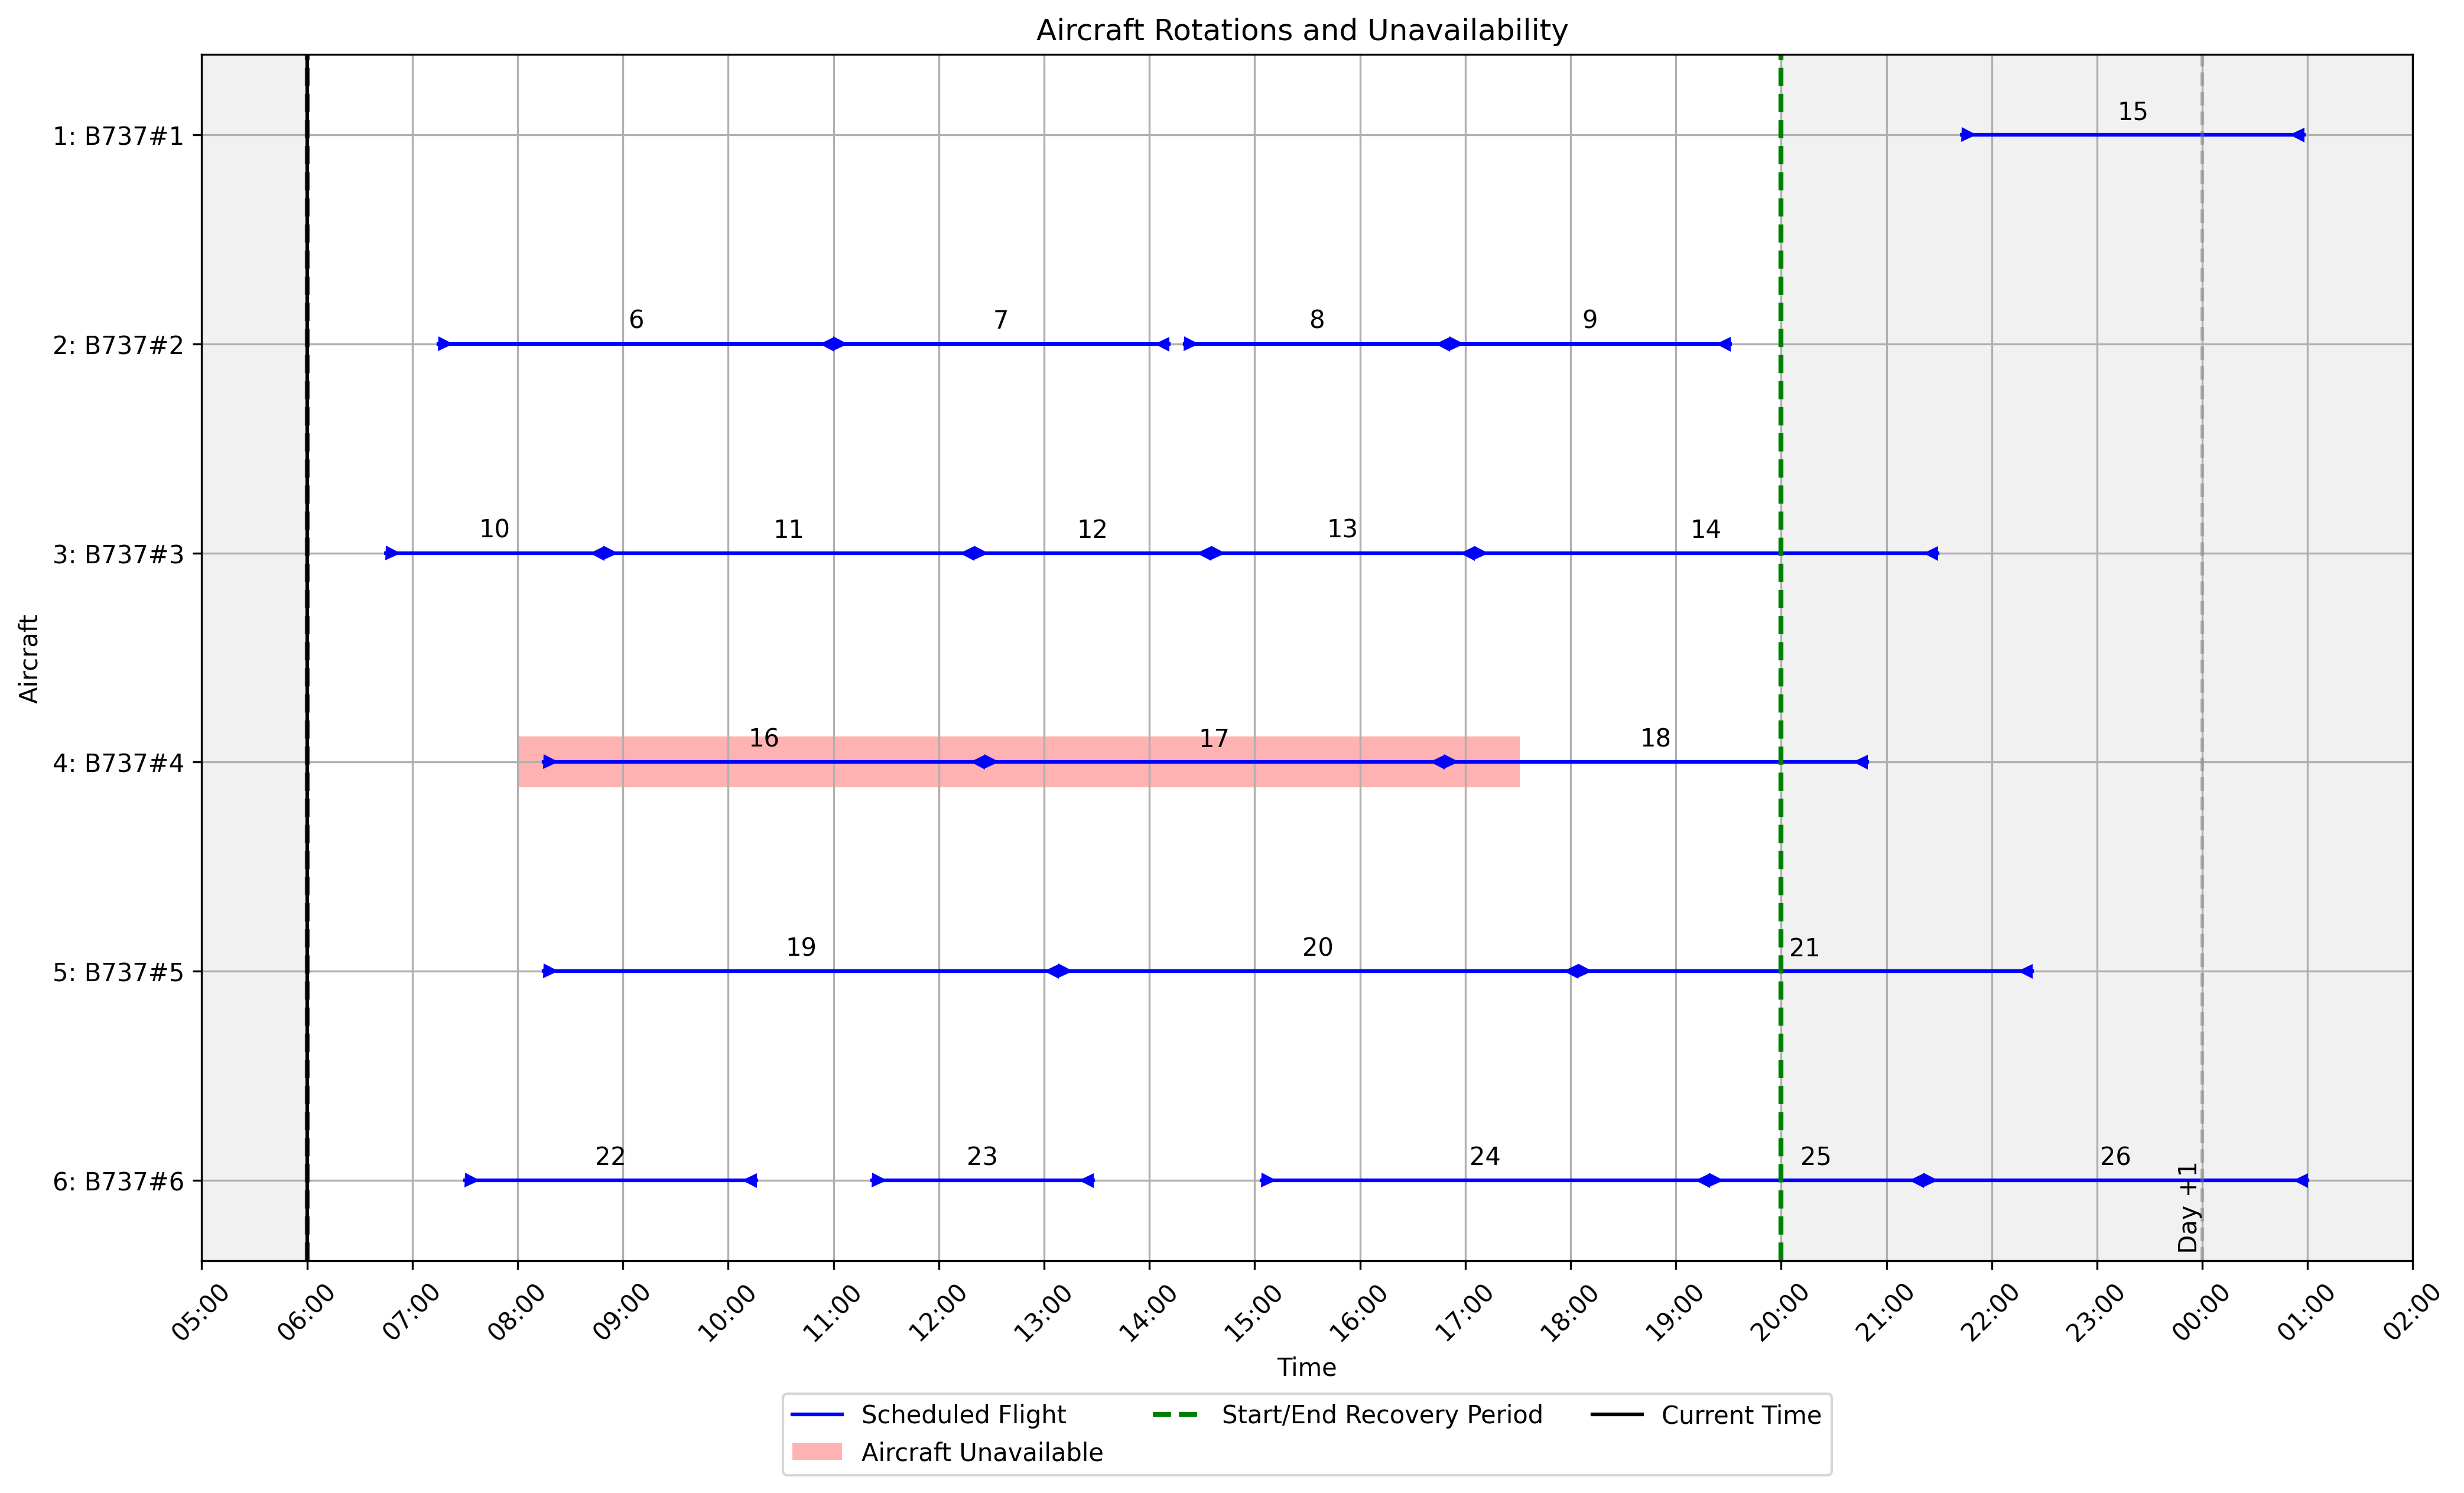 Aircraft Rotations and Unavailability
Aircraft
1: B737#1
15
2: B737#2
6 7 8 9
3: B737#3
10 11 12 13 14
4: B737#4
16 17 18
5: B737#5
19 20 21
6: B737#6
22 23 24 25 26
Day +1
05:00 06:00 07:00 08:00 09:00 10:00 11:00 12:00 13:00 14:00 15:00 16:00 17:00 18:00 19:00 20:00 21:00 22:00 23:00 00:00 01:00 02:00
Time
Scheduled Flight Start/End Recovery Period Current Time
Aircraft Unavailable